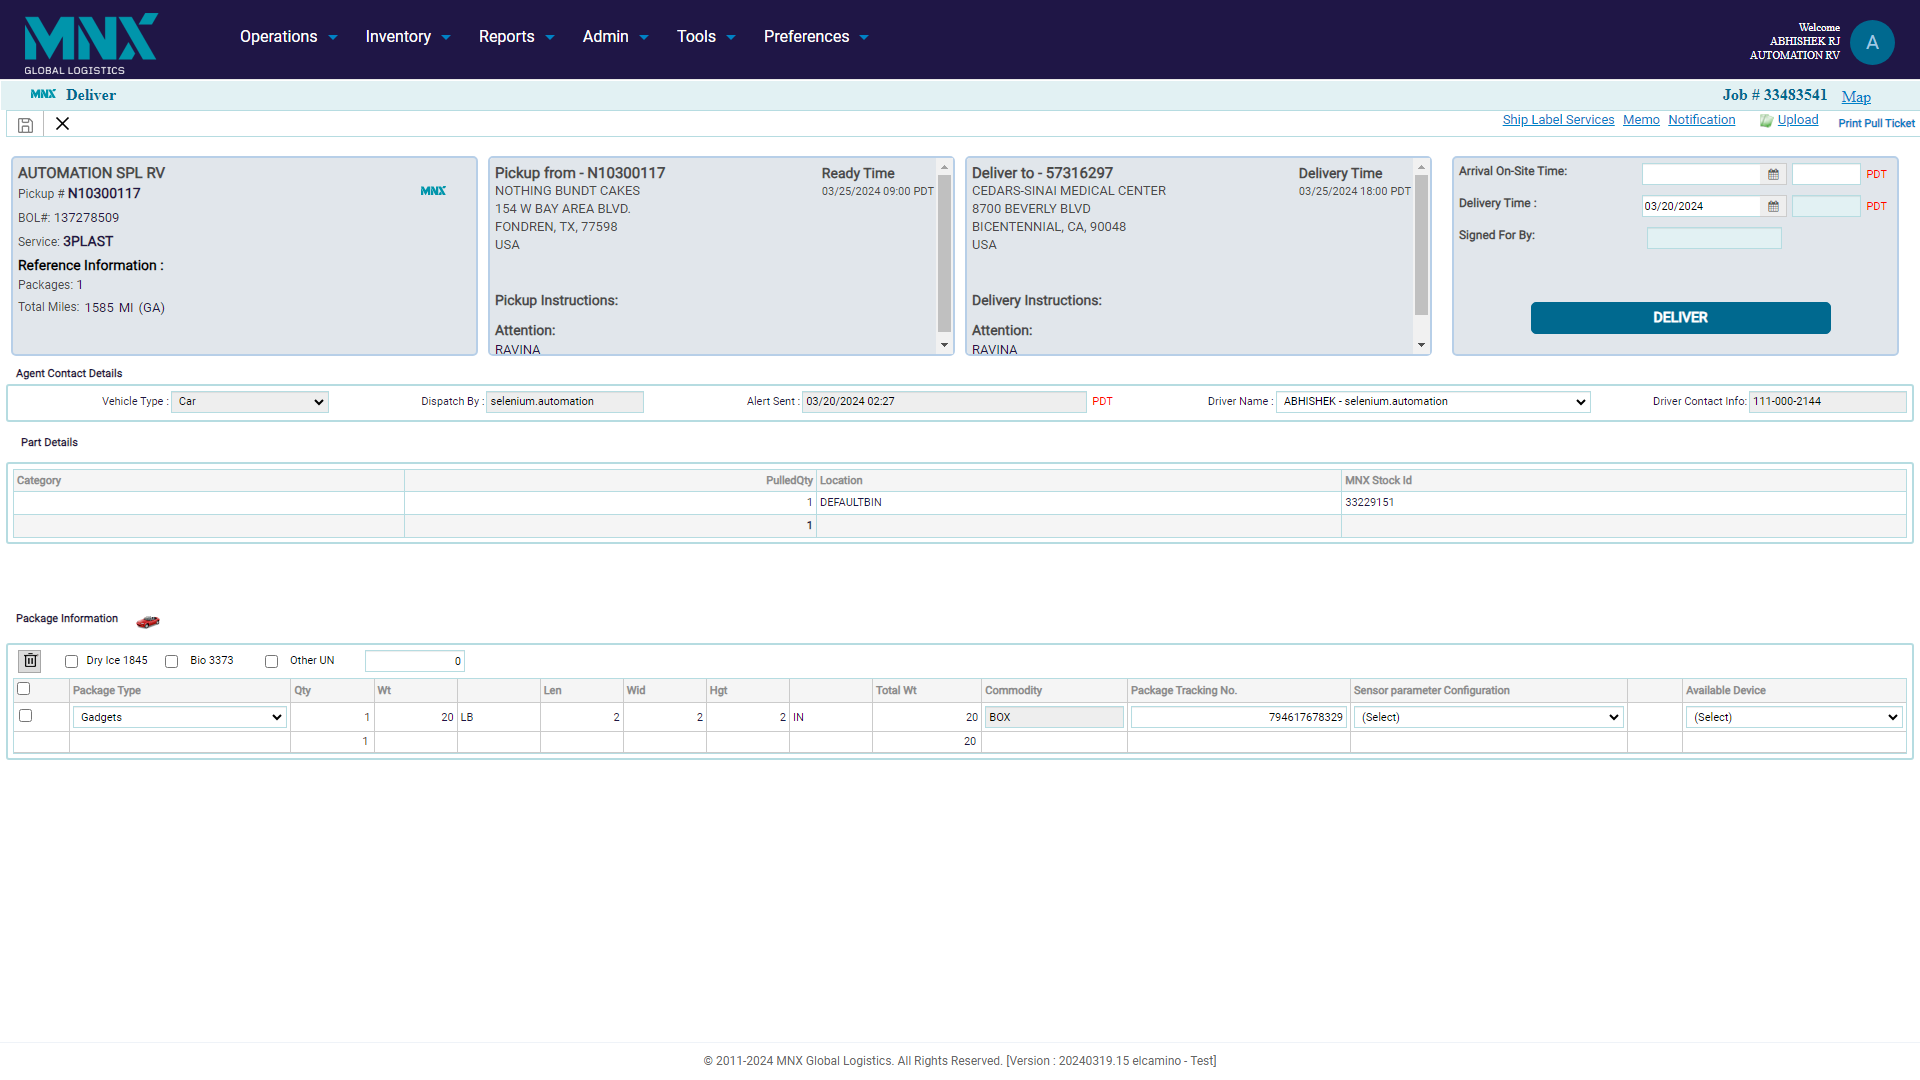 MNX
GLOBAL LOGISTICS
Operations Inventory Reports Admin Tools Preferences
Welcome
ABHISHEK RJ
AUTOMATION RV
A
MNX Deliver
Job # 33483541 Map
Ship Label Services Memo Notification Upload Print Pull Ticket
AUTOMATION SPL RV
Pickup # N10300117
MNX
BOL#: 137278509
Service: 3PLAST
Reference Information :
Packages: 1
Total Miles: 1585 MI (GA)
Pickup from - N10300117
Ready Time
NOTHING BUNDT CAKES
03/25/2024 09:00 PDT
154 W BAY AREA BLVD.
FONDREN, TX, 77598
USA
Pickup Instructions:
Attention:
RAVINA
Deliver to - 57316297
Delivery Time
CEDARS-SINAI MEDICAL CENTER
03/25/2024 18:00 PDT
8700 BEVERLY BLVD
BICENTENNIAL, CA, 90048
USA
Delivery Instructions:
Attention:
RAVINA
Arrival On-Site Time: PDT
Delivery Time : 03/20/2024 PDT
Signed For By:
DELIVER
Agent Contact Details
Vehicle Type : Car Dispatch By : selenium.automation Alert Sent : 03/20/2024 02:27 PDT Driver Name : ABHISHEK - selenium.automation Driver Contact Info: 111-000-2144
Part Details
Category PulledQty Location MNX Stock Id
1 DEFAULTBIN 33229151
1
Package Information
Dry Ice 1845 Bio 3373 Other UN 0
Package Type Qty Wt Len Wid Hgt Total Wt Commodity Package Tracking No. Sensor parameter Configuration Available Device
Gadgets 1 20 LB 2 2 2 IN 20 BOX 794617678329 (Select) (Select)
1 20
© 2011-2024 MNX Global Logistics. All Rights Reserved. [Version : 20240319.15 elcamino - Test]